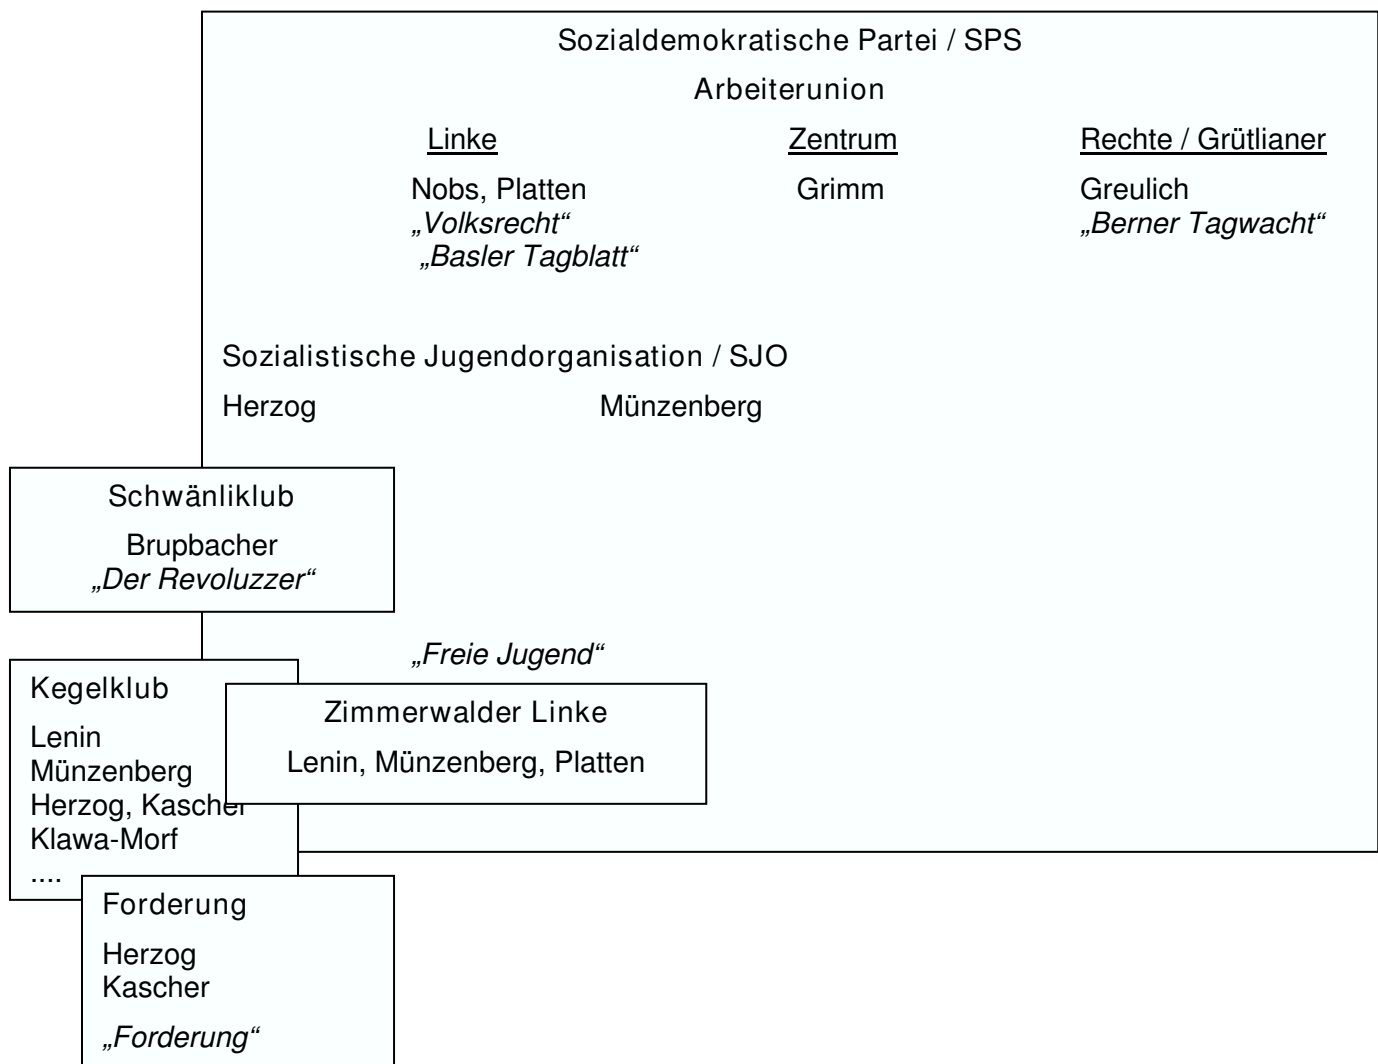 Sozialdemokratische Partei / SPS
Arbeiterunion
Linke Zentrum Rechte / Grütlianer
Nobs, Platten Grimm Greulich
„Volksrecht“ „Berner Tagwacht“
„Basler Tagblatt“
Sozialistische Jugendorganisation / SJO
Herzog Münzenberg
Schwänliklub
Brupbacher
„Der Revoluzzer“
„Freie Jugend“
Kegelklub
Lenin
Münzenberg
Herzog, Kascher
Klawa-Morf
....
Zimmerwalder Linke
Lenin, Münzenberg, Platten
Forderung
Herzog
Kascher
„Forderung“